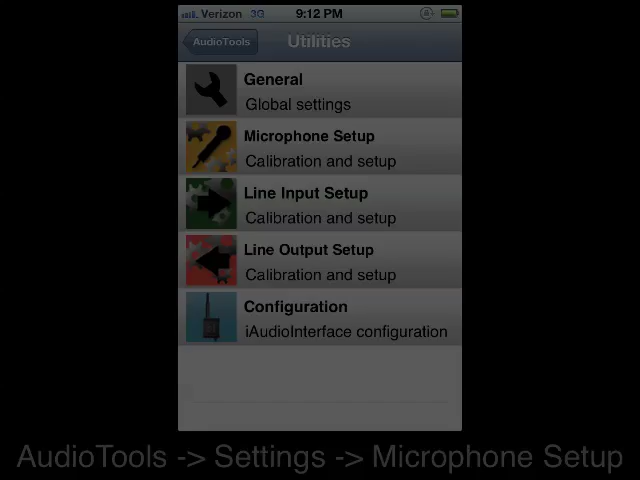 Verizon 3G 9:12 PM
AudioTools Utilities
General
Global settings
Microphone Setup
Calibration and setup
Line Input Setup
Calibration and setup
Line Output Setup
Calibration and setup
Configuration
iAudioInterface configuration
AudioTools -> Settings -> Microphone Setup